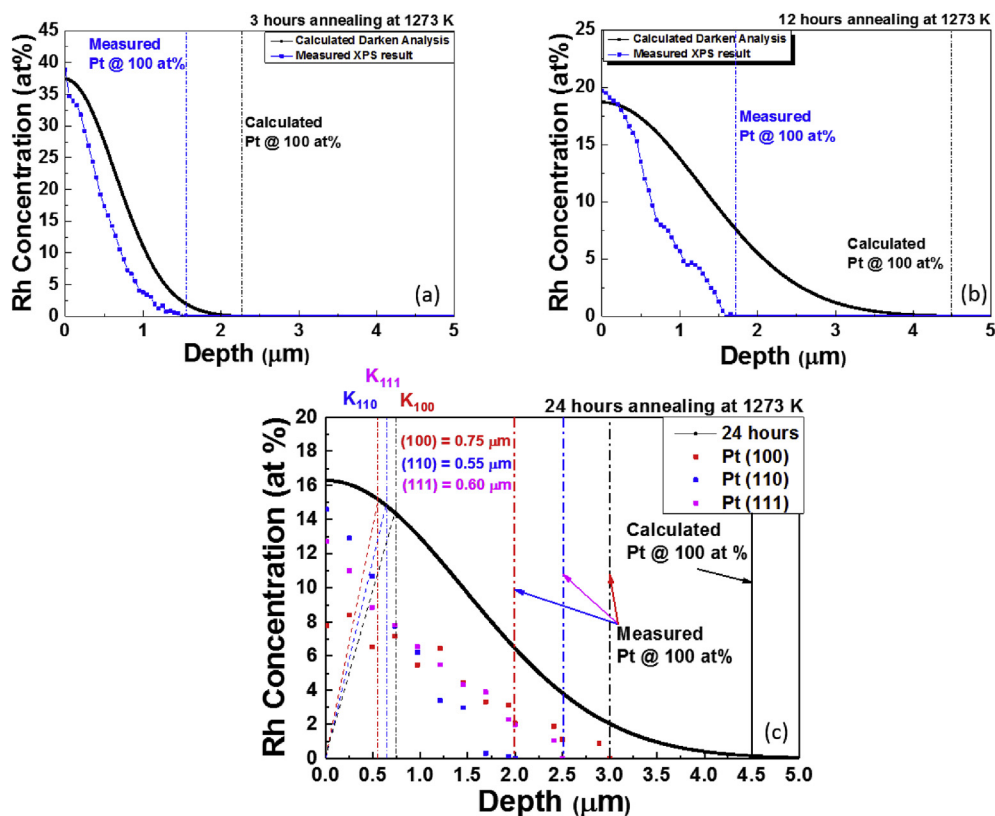 3 hours annealing at 1273 K
45
40
35
30
25
20
15
10
5
0
Rh Concentration (at%)
Calculated Darken Analysis
Measured XPS result
Measured
Pt @ 100 at%
Calculated
Pt @ 100 at%
(a)
0 1 2 3 4 5
Depth (μm)
12 hours annealing at 1273 K
25
20
15
10
5
0
Rh Concentration (at%)
Calculated Darken Analysis
Measured XPS result
Measured
Pt @ 100 at%
Calculated
Pt @ 100 at%
(b)
0 1 2 3 4 5
Depth (μm)
K111
K110 K100
24 hours annealing at 1273 K
20
18
16
14
12
10
8
6
4
2
0
Rh Concentration (at %)
(100) = 0.75 μm
(110) = 0.55 μm
(111) = 0.60 μm
24 hours
Pt (100)
Pt (110)
Pt (111)
Calculated
Pt @ 100 at %
Measured
Pt @ 100 at%
(c)
0.0 0.5 1.0 1.5 2.0 2.5 3.0 3.5 4.0 4.5 5.0
Depth (μm)